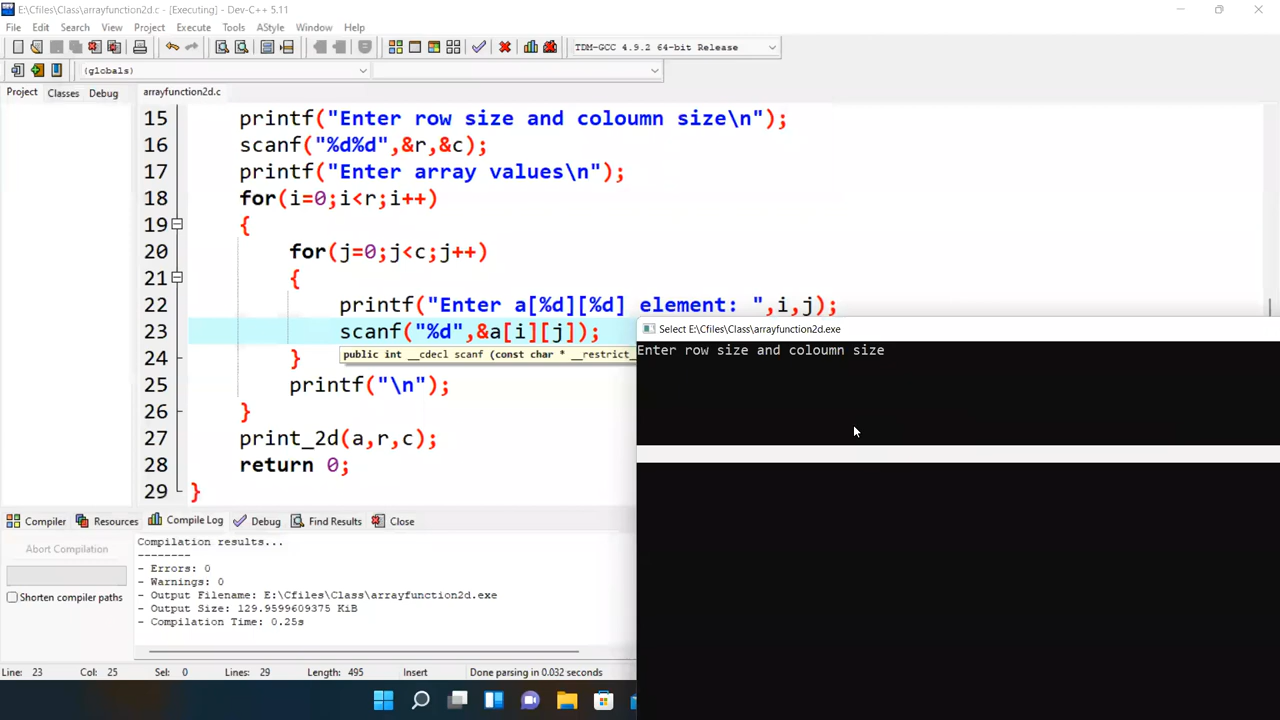 E:\Cfiles\Class\arrayfunction2d.c - [Executing] - Dev-C++ 5.11
File Edit Search View Project Execute Tools AStyle Window Help
TDM-GCC 4.9.2 64-bit Release
(globals)
Project Classes Debug
arrayfunction2d.c
15 printf("Enter row size and coloumn size\n");
16 scanf("%d%d",&r,&c);
17 printf("Enter array values\n");
18 for(i=0;i<r;i++)
19 {
20 for(j=0;j<c;j++)
21 {
22 printf("Enter a[%d][%d] element: ",i,j);
23 scanf("%d",&a[i][j]);
public int __cdecl scanf (const char * __restrict_
24 }
25 printf("\n");
26 }
27 print_2d(a,r,c);
28 return 0;
29 }
Select E:\Cfiles\Class\arrayfunction2d.exe
Enter row size and coloumn size
Compiler Resources Compile Log Debug Find Results Close
Abort Compilation
Shorten compiler paths
Compilation results...
--------
- Errors: 0
- Warnings: 0
- Output Filename: E:\Cfiles\Class\arrayfunction2d.exe
- Output Size: 129.9599609375 KiB
- Compilation Time: 0.25s
Line: 23 Col: 25 Sel: 0 Lines: 29 Length: 495 Insert Done parsing in 0.032 seconds